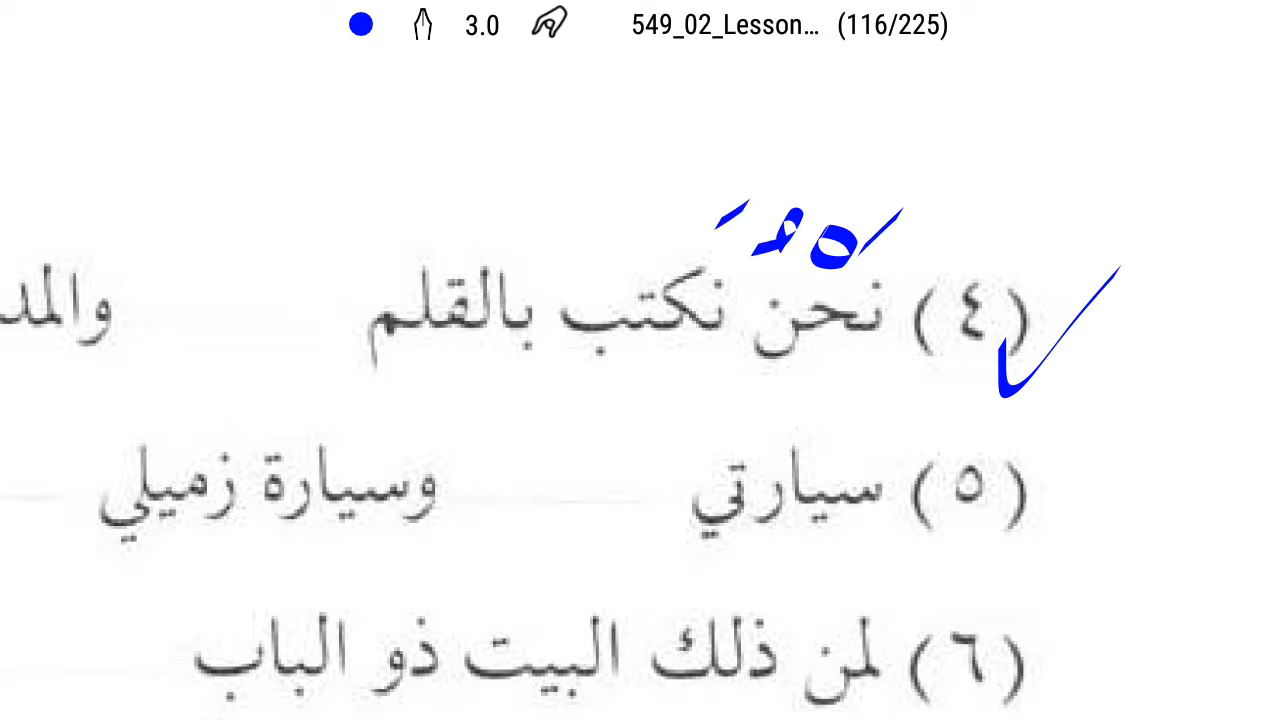 3.0 549_02_Lesson... (116/225)
(٤) نحن نكتب بالقلم والمد
(٥) سيارتي وسيارة زميلي
(٦) لمن ذلك البيت ذو الباب